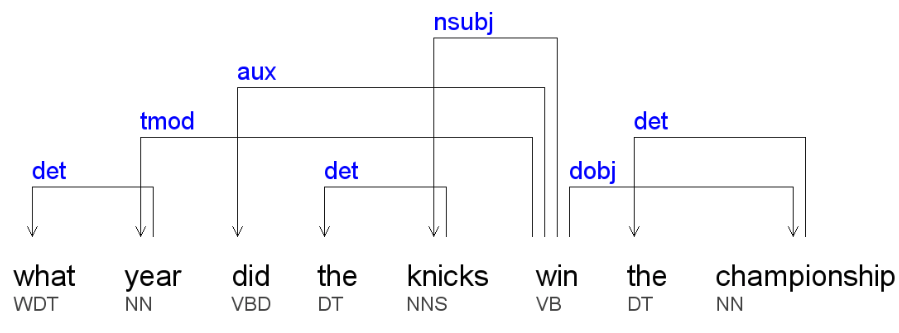 nsubj
aux
tmod det
det det dobj
what year did the knicks win the championship
WDT NN VBD DT NNS VB DT NN